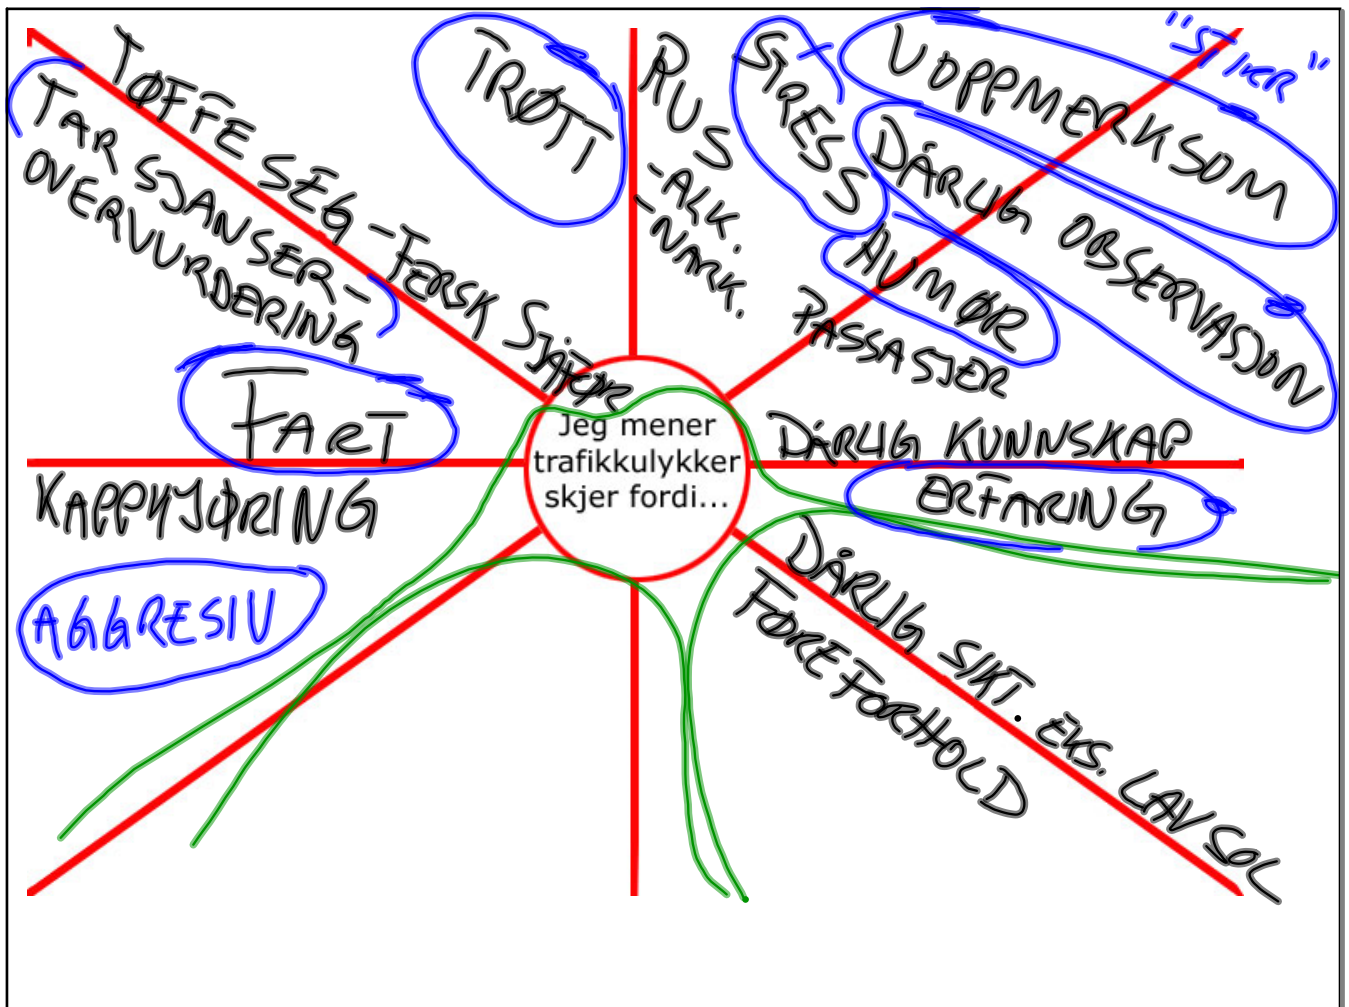 TØFFE SEG - FERSK SJÅFØR
TAR SJANSER -
OVERVURDERING
TRØTT
RUS
- ALK.
- NARK.
STRESS
"STIKR"
UOPPMERKSOM
DÅRLIG OBSERVASJON
HUMØR
PASSASJER
FART
Jeg mener
trafikkulykker
skjer fordi...
DÅRLIG KUNNSKAP
ERFARING
KAPPKJØRING
AGGRESIV
DÅRLIG SIKT. EKS. LAV SOL
FØREFORHOLD